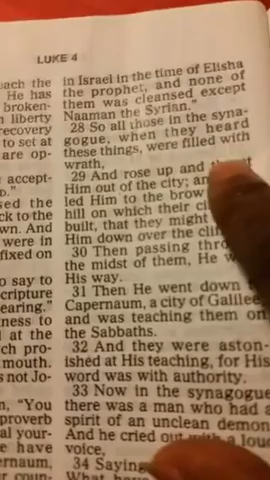 LUKE 4
ach the
He has
broken-
liberty
recovery
to set at
are op-
accept-
."
sed the
ck to the
wn. And
were in
fixed on
o say to
cripture
earing."
ness to
at the
ch pro-
mouth.
s not Jo-
m, "You
proverb
al your-
e have
ernaum,
in Israel in the time of Elisha
the prophet, and none of
them was cleansed except
Naaman the Syrian."
28 So all those in the syna-
gogue, when they heard
these things, were filled with
wrath,
29 And rose up and
Him out of the city; and
led Him to the brow
hill on which their
built, that they might
Him down over the
30 Then passing
the midst of them, He
His way.
31 Then He went down
Capernaum, a city of Galilee,
and was teaching them on
the Sabbaths.
32 And they were aston-
ished at His teaching, for His
word was with authority.
33 Now in the synagogue
there was a man who had a
spirit of an unclean demon.
And he cried out with a loud
voice,
34 Saying